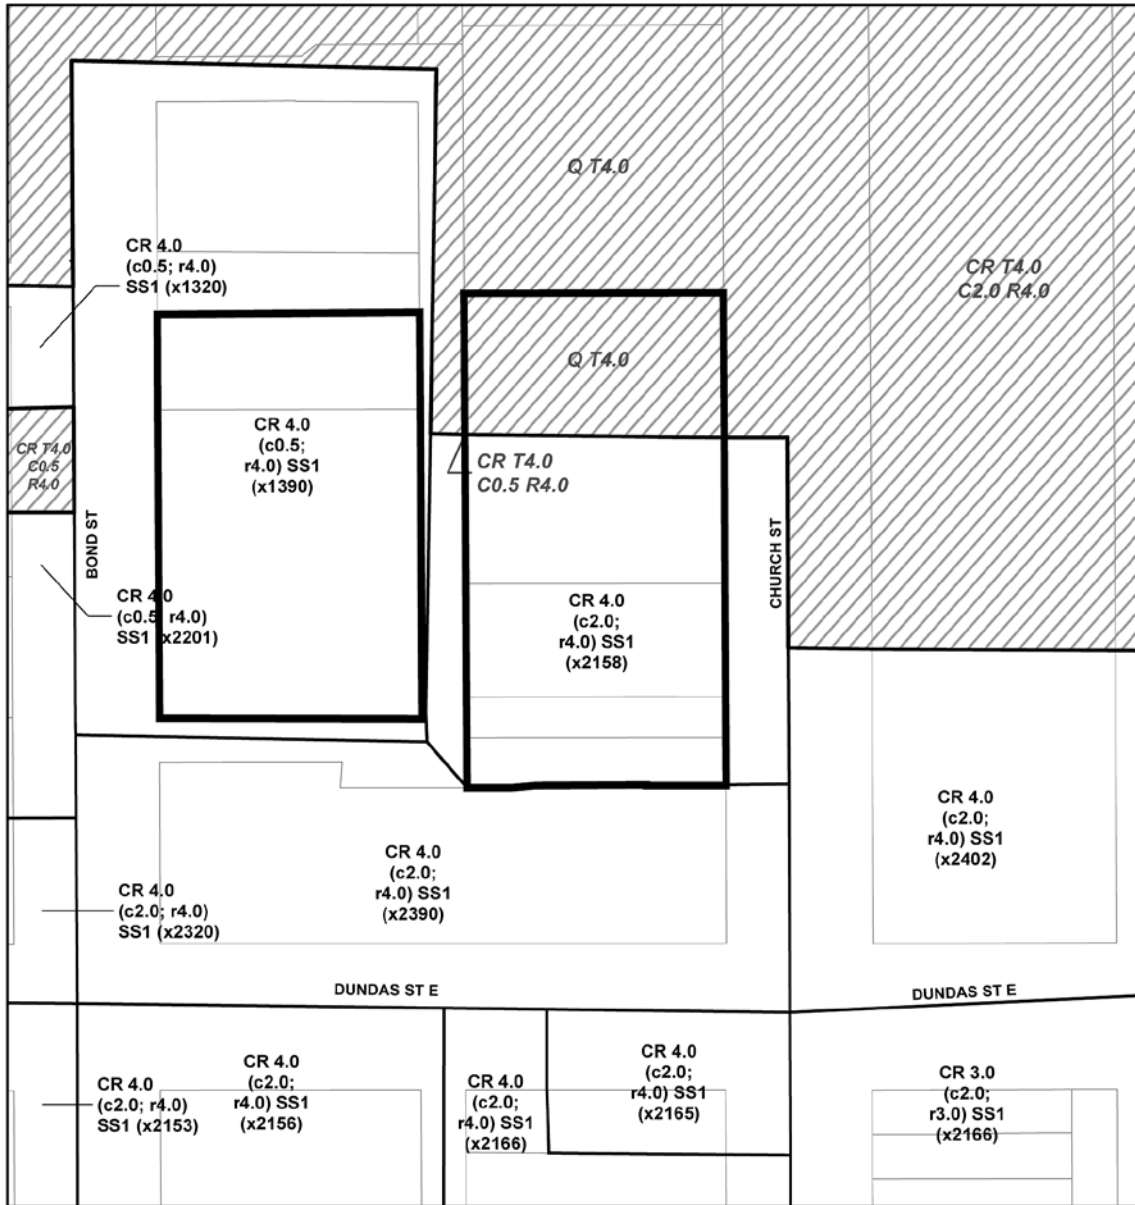 Q T4.0
CR 4.0
(c0.5; r4.0)
SS1 (x1320)
CR T4.0
C2.0 R4.0
Q T4.0
CR 4.0
(c0.5;
r4.0) SS1
(x1390)
CR T4.0
C0.5
R4.0
CR T4.0
C0.5 R4.0
BOND ST
CHURCH ST
CR 4.0
(c0.5; r4.0)
SS1 (x2201)
CR 4.0
(c2.0;
r4.0) SS1
(x2158)
CR 4.0
(c2.0;
r4.0) SS1
(x2402)
CR 4.0
(c2.0;
r4.0) SS1
(x2390)
CR 4.0
(c2.0; r4.0)
SS1 (x2320)
DUNDAS ST E
DUNDAS ST E
CR 4.0
(c2.0; r4.0)
SS1 (x2153)
CR 4.0
(c2.0;
r4.0) SS1
(x2156)
CR 4.0
(c2.0;
r4.0) SS1
(x2166)
CR 4.0
(c2.0;
r4.0) SS1
(x2165)
CR 3.0
(c2.0;
r3.0) SS1
(x2166)